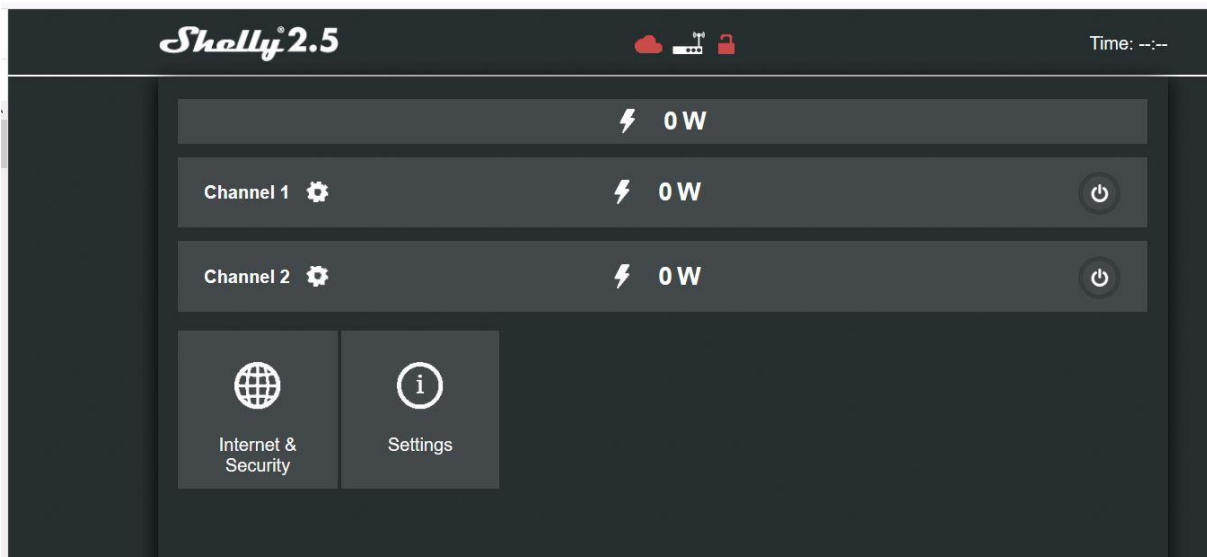 Shelly® 2.5
Time: --:--
0 W
Channel 1
0 W
Channel 2
0 W
Internet &
Security
i
Settings